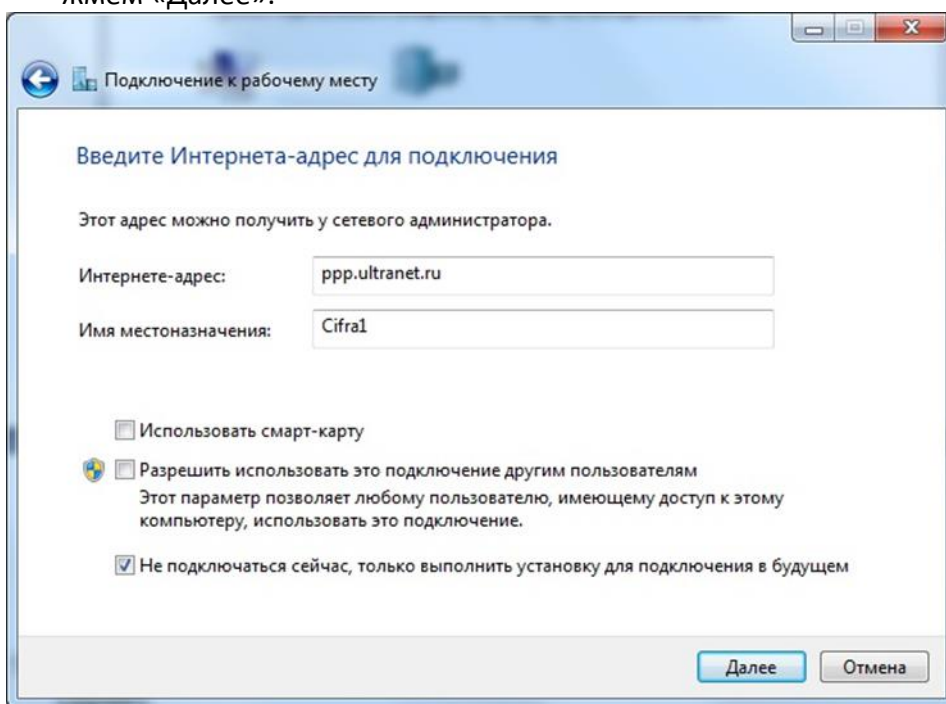 жмем «Далее».
Подключение к рабочему месту
Введите Интернета-адрес для подключения
Этот адрес можно получить у сетевого администратора.
Интернете-адрес: ppp.ultranet.ru
Имя местоназначения: Cifra1
Использовать смарт-карту
Разрешить использовать это подключение другим пользователям
Этот параметр позволяет любому пользователю, имеющему доступ к этому
компьютеру, использовать это подключение.
Не подключаться сейчас, только выполнить установку для подключения в будущем
Далее Отмена